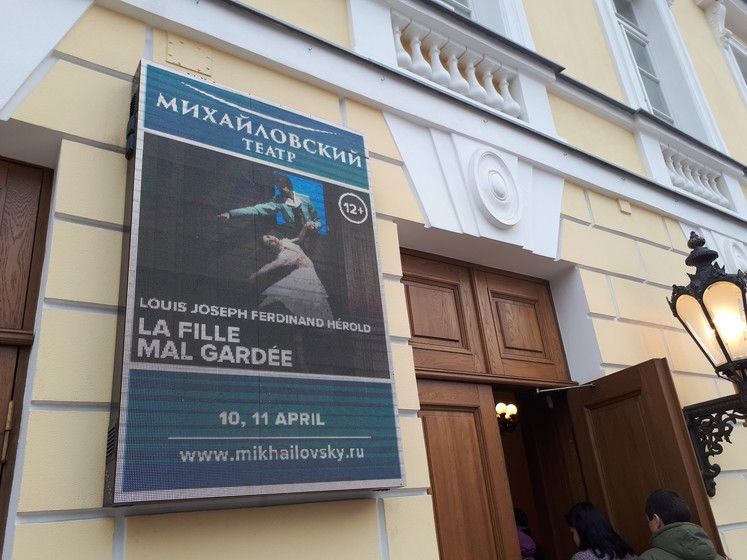 МИХАЙЛОВСКИЙ
ТЕАТР
12+
LOUIS JOSEPH FERDINAND HÉROLD
LA FILLE
MAL GARDÉE
10, 11 APRIL
www.mikhailovsky.ru